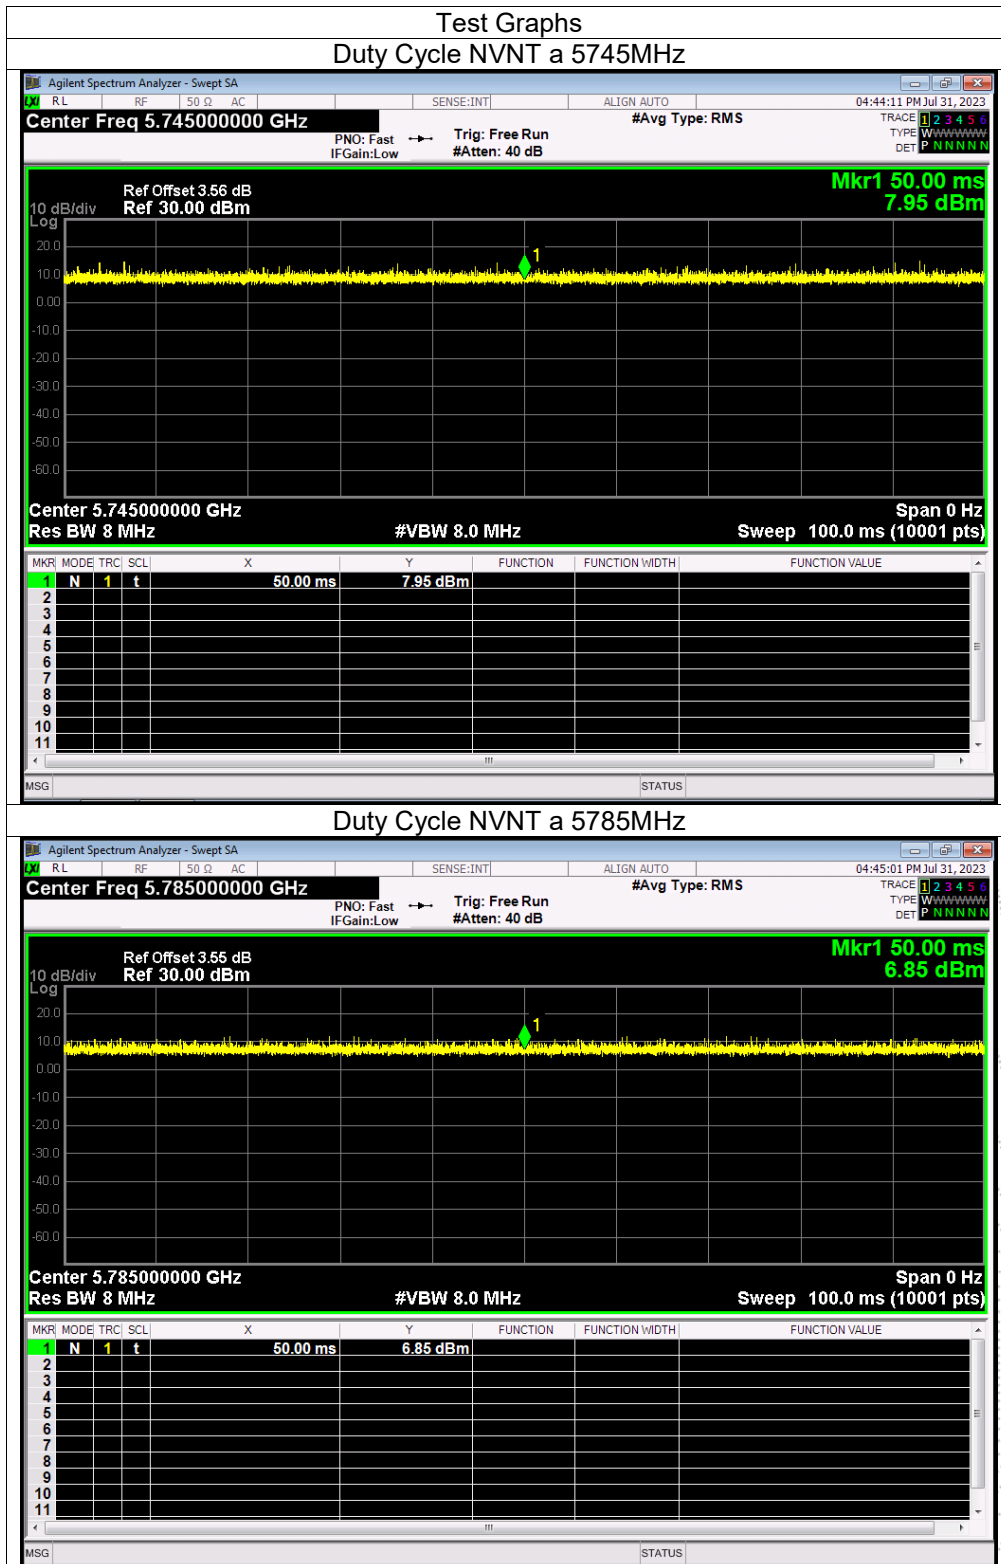 Test Graphs
Duty Cycle NVNT a 5745MHz
Agilent Spectrum Analyzer - Swept SA
LXI RL RF 50 Ω AC SENSE:INT ALIGN AUTO 04:44:11 PM Jul 31, 2023
Center Freq 5.745000000 GHz #Avg Type: RMS TRACE 1 2 3 4 5 6
PNO: Fast Trig: Free Run TYPE WWWWWW
IFGain:Low #Atten: 40 dB DET P N N N N N
Mkr1 50.00 ms
Ref Offset 3.56 dB
10 dB/div Ref 30.00 dBm 7.95 dBm
Log
20.0
1
10.0
0.00
-10.0
-20.0
-30.0
-40.0
-50.0
-60.0
Center 5.745000000 GHz Span 0 Hz
Res BW 8 MHz #VBW 8.0 MHz Sweep 100.0 ms (10001 pts)
MKR MODE TRC SCL X Y FUNCTION FUNCTION WIDTH FUNCTION VALUE
1 N 1 t 50.00 ms 7.95 dBm
2
3
4
5
6
7
8
9
10
11
MSG STATUS
Duty Cycle NVNT a 5785MHz
Agilent Spectrum Analyzer - Swept SA
LXI RL RF 50 Ω AC SENSE:INT ALIGN AUTO 04:45:01 PM Jul 31, 2023
Center Freq 5.785000000 GHz #Avg Type: RMS TRACE 1 2 3 4 5 6
PNO: Fast Trig: Free Run TYPE WWWWWW
IFGain:Low #Atten: 40 dB DET P N N N N N
Mkr1 50.00 ms
Ref Offset 3.55 dB
10 dB/div Ref 30.00 dBm 6.85 dBm
Log
20.0
1
10.0
0.00
-10.0
-20.0
-30.0
-40.0
-50.0
-60.0
Center 5.785000000 GHz Span 0 Hz
Res BW 8 MHz #VBW 8.0 MHz Sweep 100.0 ms (10001 pts)
MKR MODE TRC SCL X Y FUNCTION FUNCTION WIDTH FUNCTION VALUE
1 N 1 t 50.00 ms 6.85 dBm
2
3
4
5
6
7
8
9
10
11
MSG STATUS